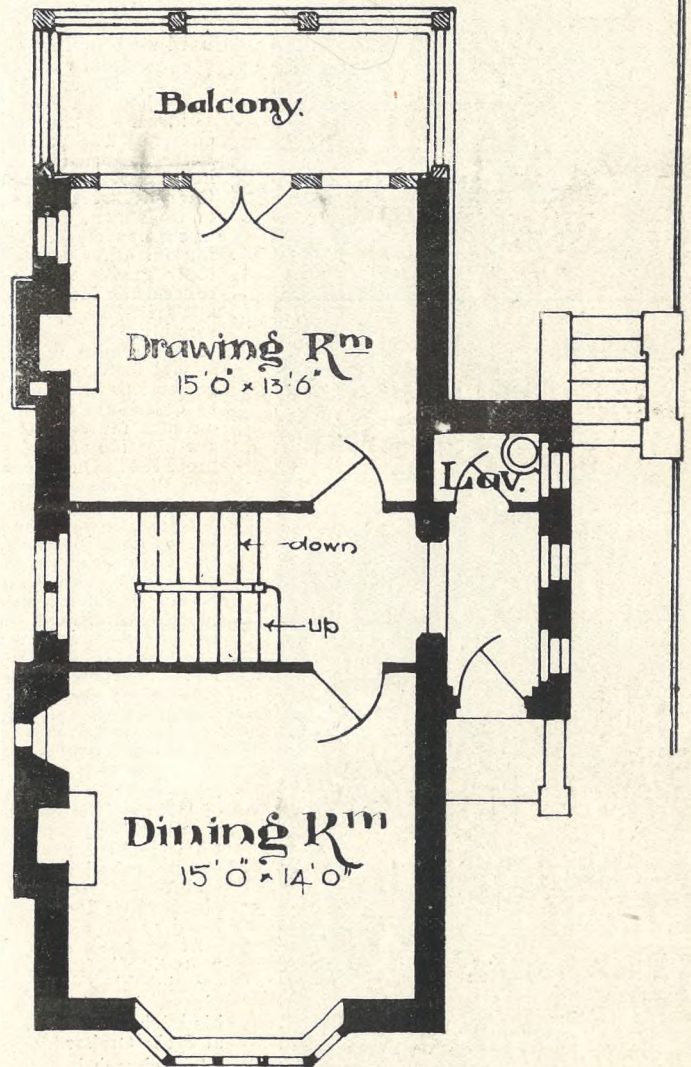 Balcony.
Drawing Rm
15'0" × 13'6"
Lav.
down
up
Dining Rm
15'0" × 14'0"